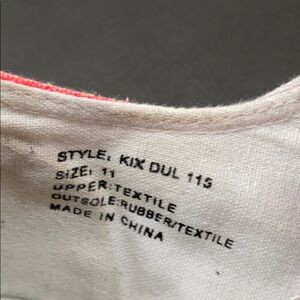 STYLE: KIX DUL 115
SIZE: 11
UPPER:TEXTILE
OUTSOLE:RUBBER/TEXTILE
MADE IN CHINA